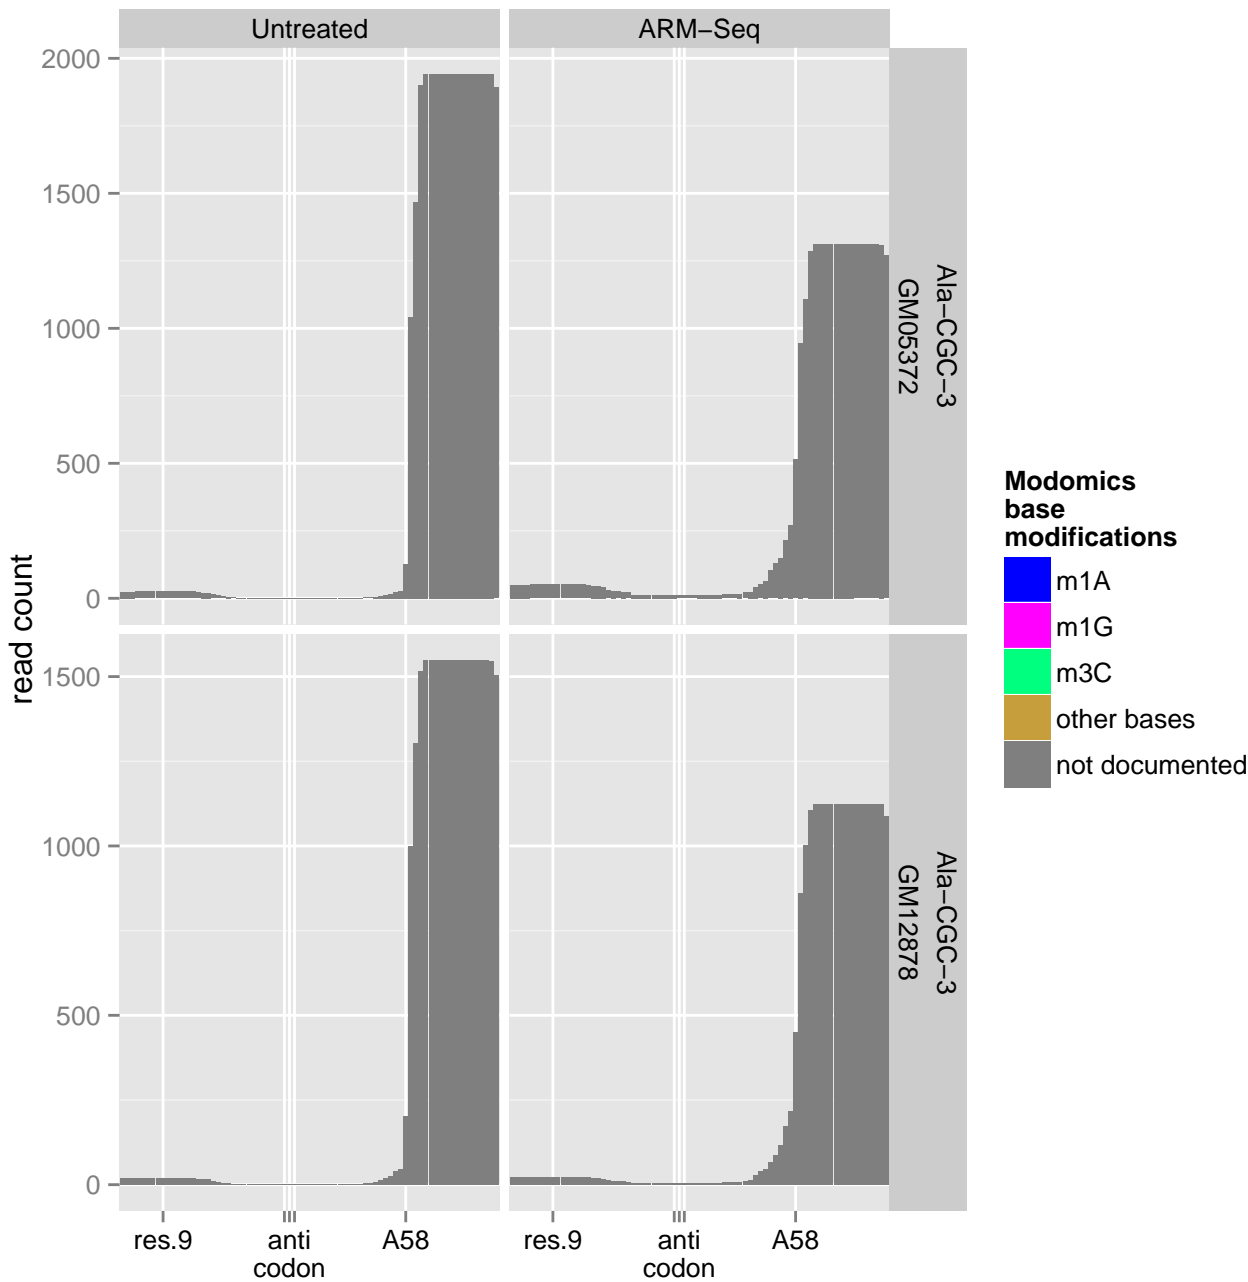 Untreated
ARM−Seq
2000
1500
1000
500
0
Ala−CGC−3
GM05372
1500
1000
500
0
Ala−CGC−3
GM12878
read count
res.9
anti
codon
A58
res.9
anti
codon
A58
Modomics
base
modifications
m1A
m1G
m3C
other bases
not documented